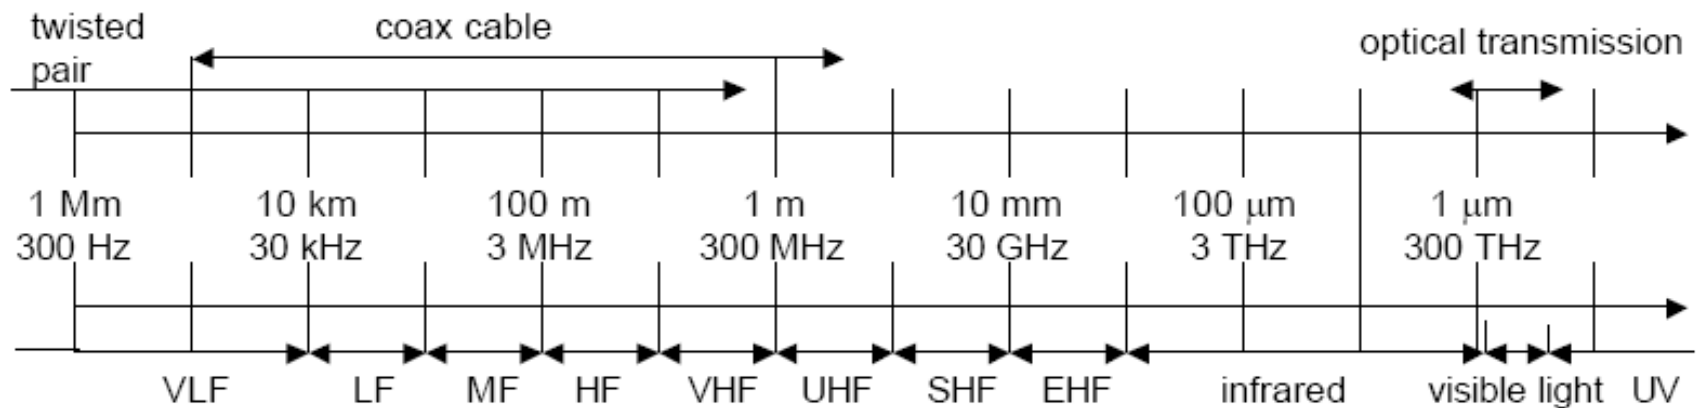 twisted
pair
coax cable
optical transmission
1 Mm
300 Hz
10 km
30 kHz
100 m
3 MHz
1 m
300 MHz
10 mm
30 GHz
100 μm
3 THz
1 μm
300 THz
VLF
LF
MF
HF
VHF
UHF
SHF
EHF
infrared
visible light
UV